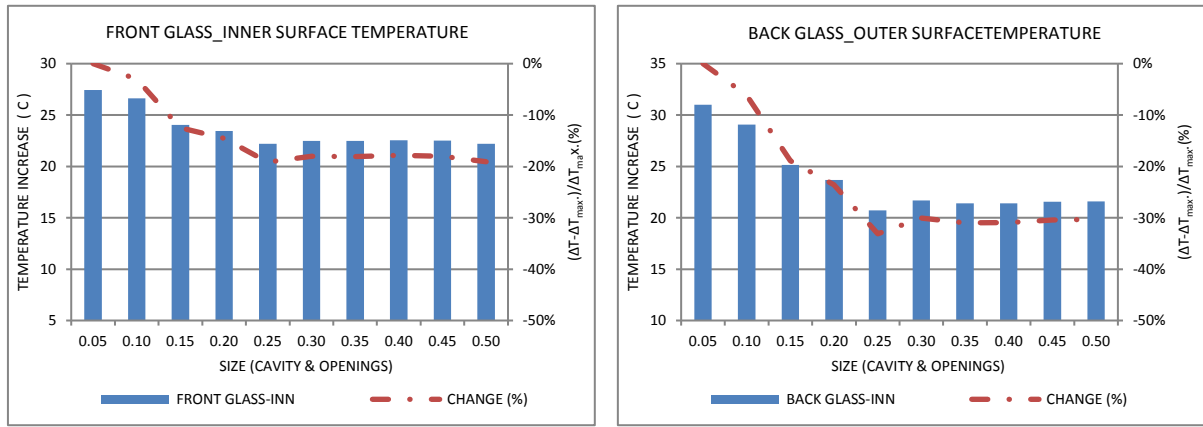 FRONT GLASS_INNER SURFACE TEMPERATURE
TEMPERATURE INCREASE ( C )
30
25
20
15
10
5
0%
-10%
-20%
-30%
-40%
-50%
(ΔT-ΔTmax.)/ΔTmax.(%)
0.05 0.10 0.15 0.20 0.25 0.30 0.35 0.40 0.45 0.50
SIZE (CAVITY & OPENINGS)
FRONT GLASS-INN CHANGE (%)
BACK GLASS_OUTER SURFACETEMPERATURE
TEMPERATURE INCREASE ( C )
35
30
25
20
15
10
0%
-10%
-20%
-30%
-40%
-50%
(ΔT-ΔTmax.)/ΔTmax.(%)
0.05 0.10 0.15 0.20 0.25 0.30 0.35 0.40 0.45 0.50
SIZE (CAVITY & OPENINGS)
BACK GLASS-INN CHANGE (%)